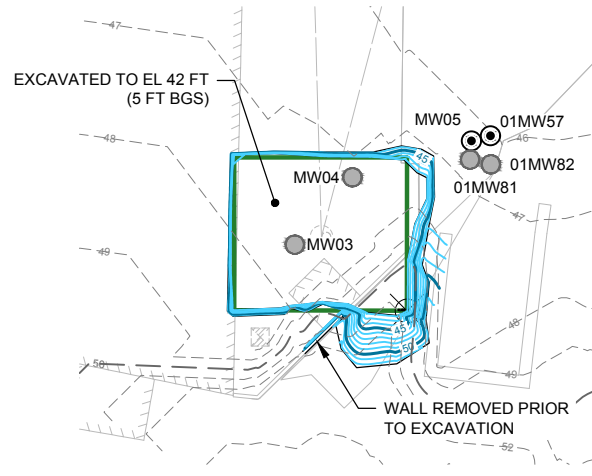 47
EXCAVATED TO EL 42 FT
(5 FT BGS)
MW05
01MW57
46
48
45
01MW82
MW04
01MW81
47
MW03
49
48
45
50
50
49
WALL REMOVED PRIOR
TO EXCAVATION
52